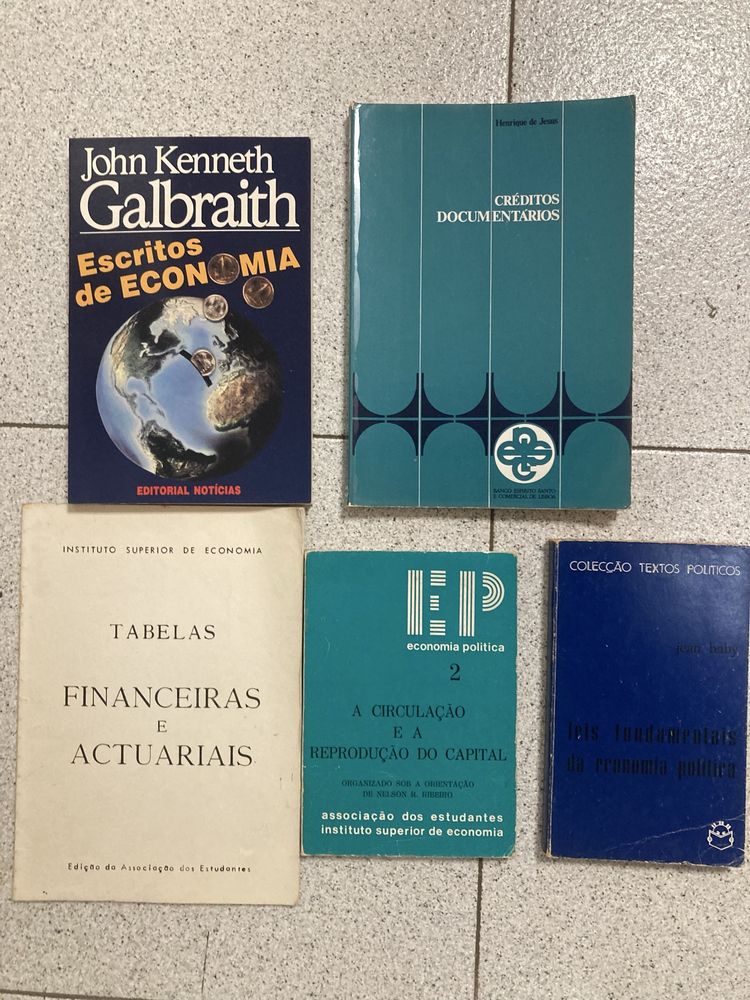 John Kenneth
Galbraith
Escritos
de ECONOMIA
EDITORIAL NOTÍCIAS
Henrique de Jesus
CRÉDITOS
DOCUMENTÁRIOS
BANCO ESPÍRITO SANTO
E COMERCIAL DE LISBOA
INSTITUTO SUPERIOR DE ECONOMIA
TABELAS
FINANCEIRAS
E
ACTUARIAIS
Edição da Associação dos Estudantes
EP
economia política
2
A CIRCULAÇÃO
E A
REPRODUÇÃO DO CAPITAL
ORGANIZADO SOB A ORIENTAÇÃO
DE NELSON R. RIBEIRO
associação dos estudantes
instituto superior de economia
COLECÇÃO TEXTOS POLITICOS
jean baby
leis fundamentais
da economia política